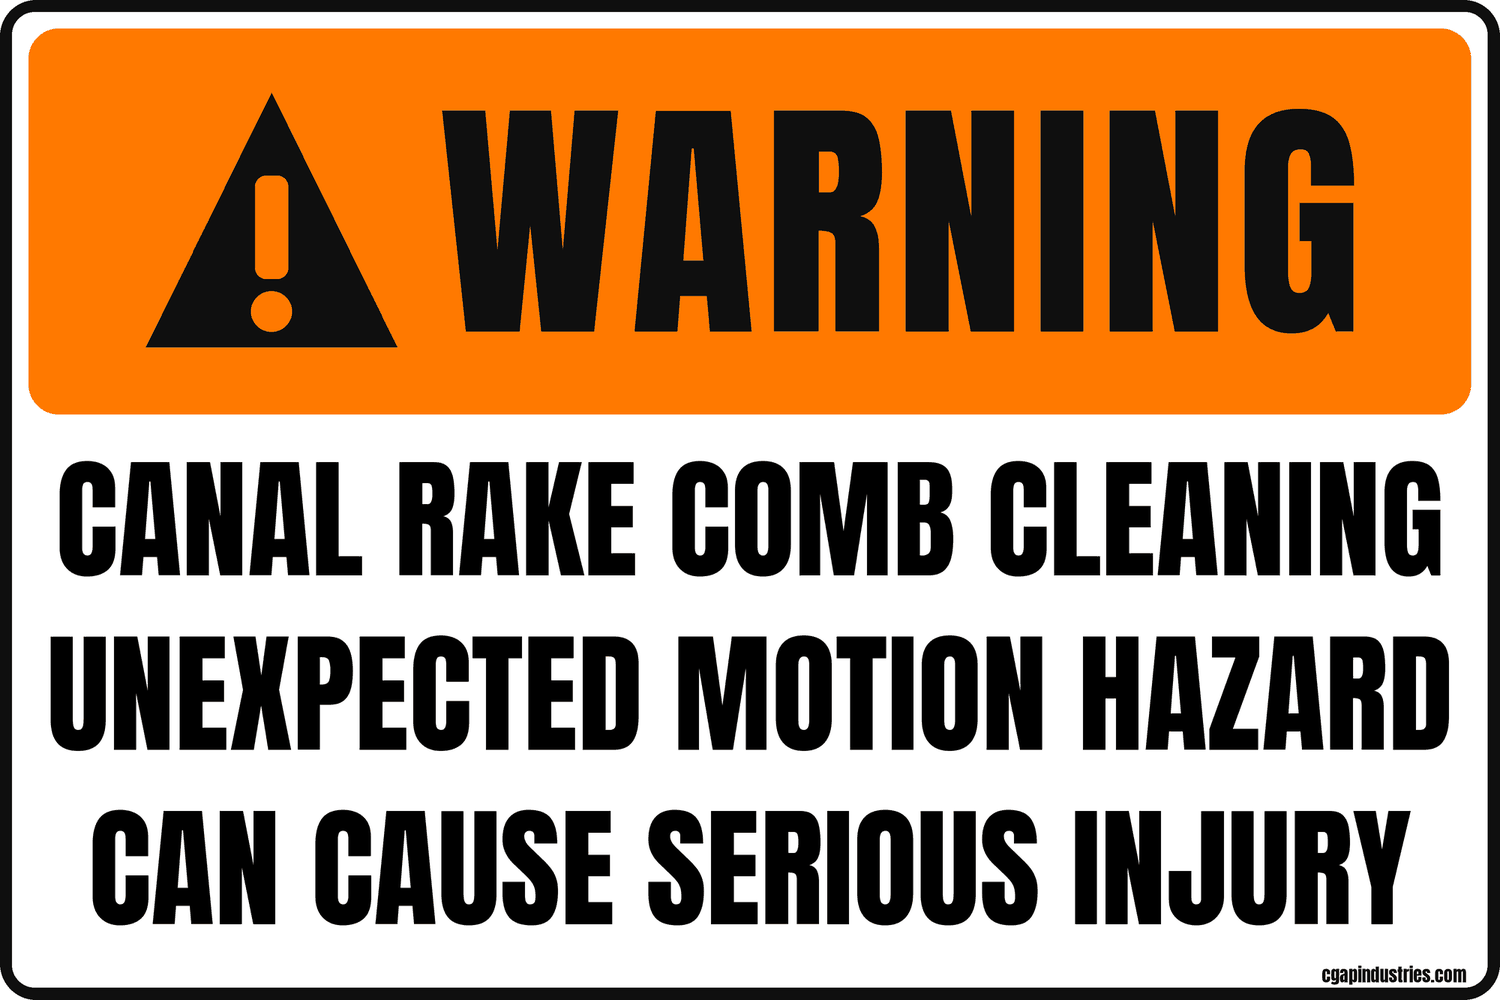 WARNING
CANAL RAKE COMB CLEANING
UNEXPECTED MOTION HAZARD
CAN CAUSE SERIOUS INJURY
cgapindustries.com